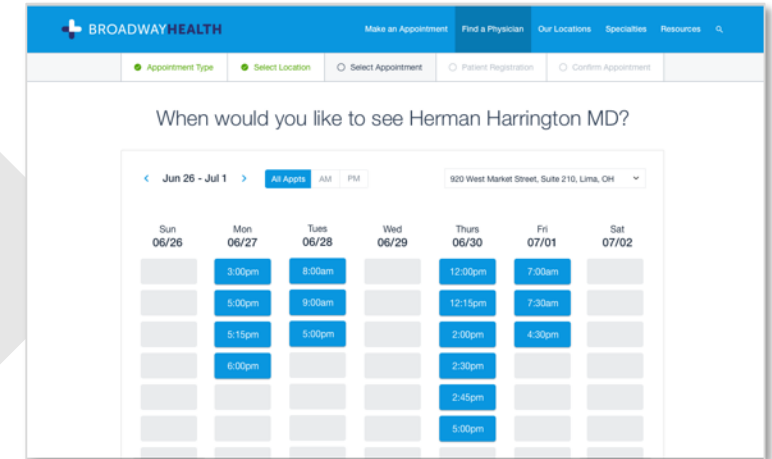 BROADWAYHEALTH
Make an Appointment Find a Physician Our Locations Specialties Resources
Appointment Type Select Location Select Appointment Patient Registration Confirm Appointment
When would you like to see Herman Harrington MD?
Jun 26 - Jul 1 All Appts AM PM 920 West Market Street, Suite 210, Lima, OH
Sun Mon Tues Wed Thurs Fri Sat
06/26 06/27 06/28 06/29 06/30 07/01 07/02
3:00pm 8:00am 12:00pm 7:00am
5:00pm 9:00am 12:15pm 7:30am
5:15pm 5:00pm 2:00pm 4:30pm
6:00pm 2:30pm
2:45pm
5:00pm